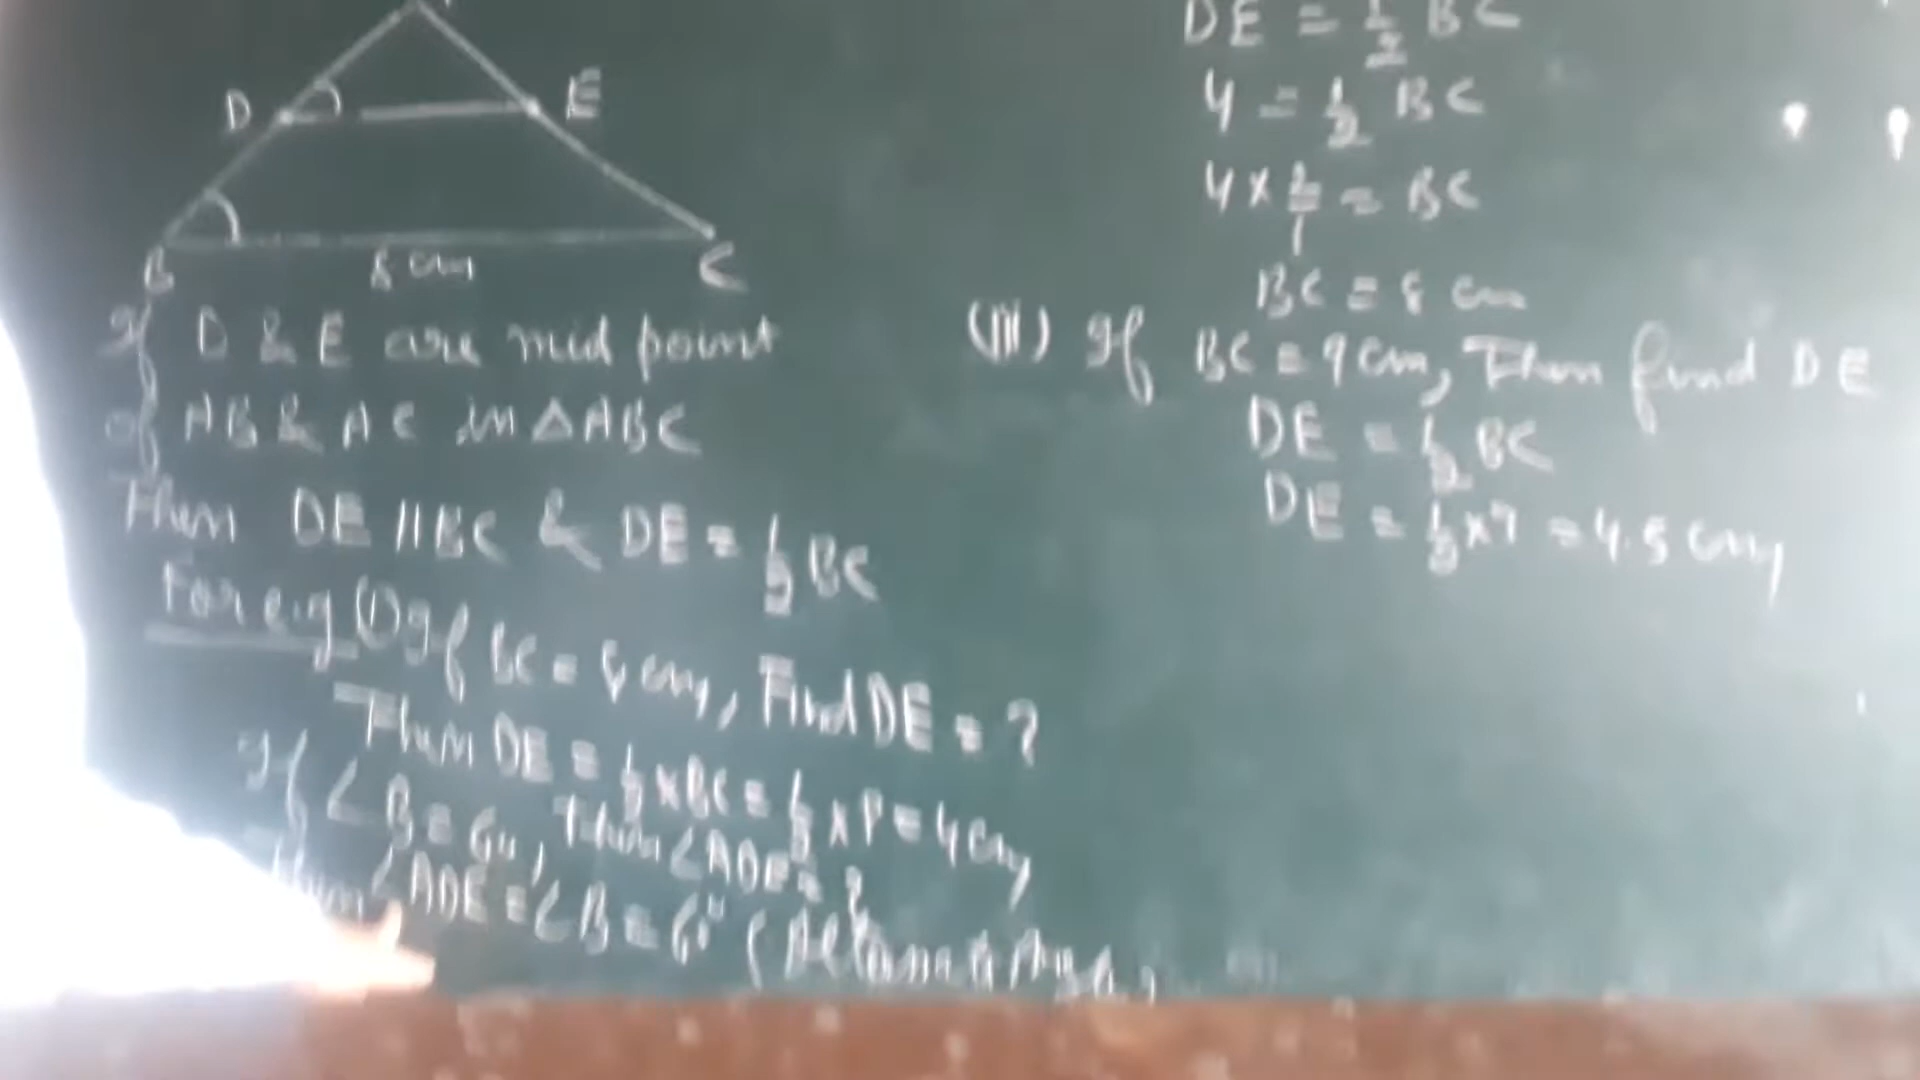 D E
B 8 cm C
If D & E are mid point
of AB & AC in △ABC
Then DE || BC & DE = 1/2 BC
For e.g (i) If BC = 8 cm, Find DE = ?
Then DE = 1/2 × BC = 1/2 × 8 = 4 cm
If ∠B = 60°, Then ∠ADE = ?
Then ∠ADE = ∠B = 60°
DE = 1/2 BC
4 = 1/2 BC
4 × 2/1 = BC
BC = 8 cm
(iii) If BC = 9 cm, Then find DE
DE = 1/2 BC
DE = 1/2 × 9 = 4.5 cm